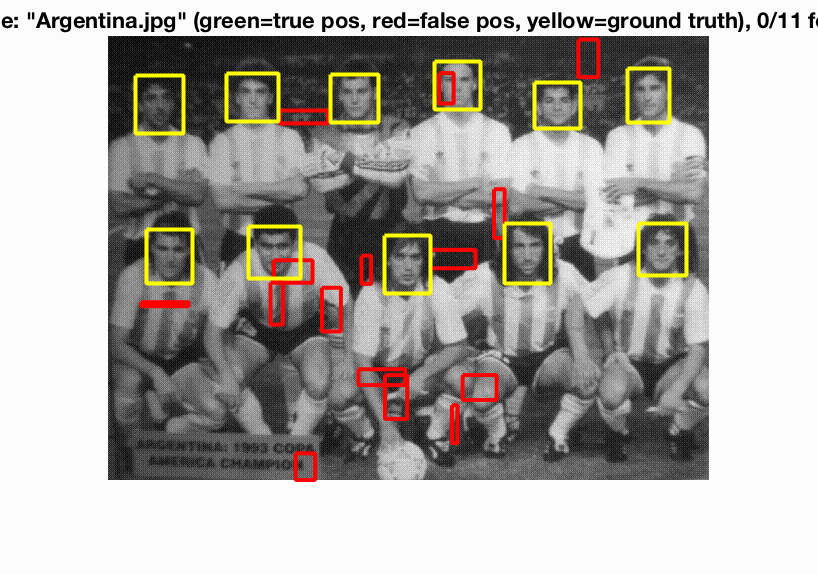 e: "Argentina.jpg" (green=true pos, red=false pos, yellow=ground truth), 0/11 fo
ARGENTINA: 1993 COPA
AMERICA CHAMPION